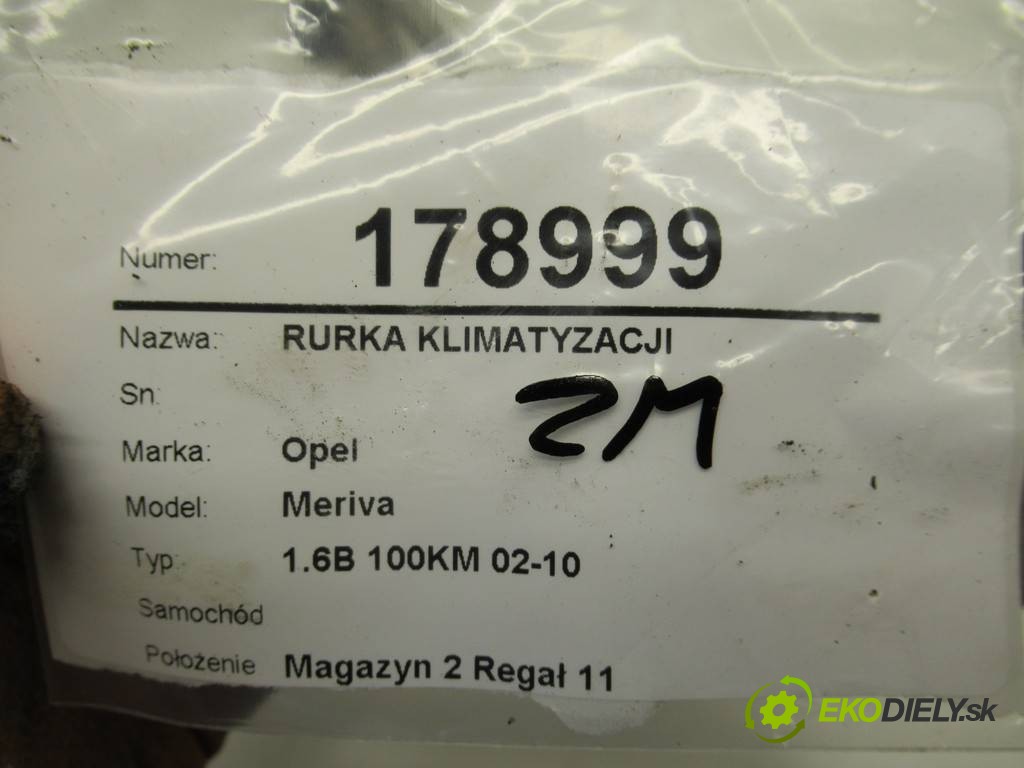 Numer: 178999
Nazwa: RURKA KLIMATYZACJI
Sn:
2M
Marka: Opel
Model: Meriva
Typ: 1.6B 100KM 02-10
Samochód
Położenie Magazyn 2 Regał 11
EKODIELY.sk